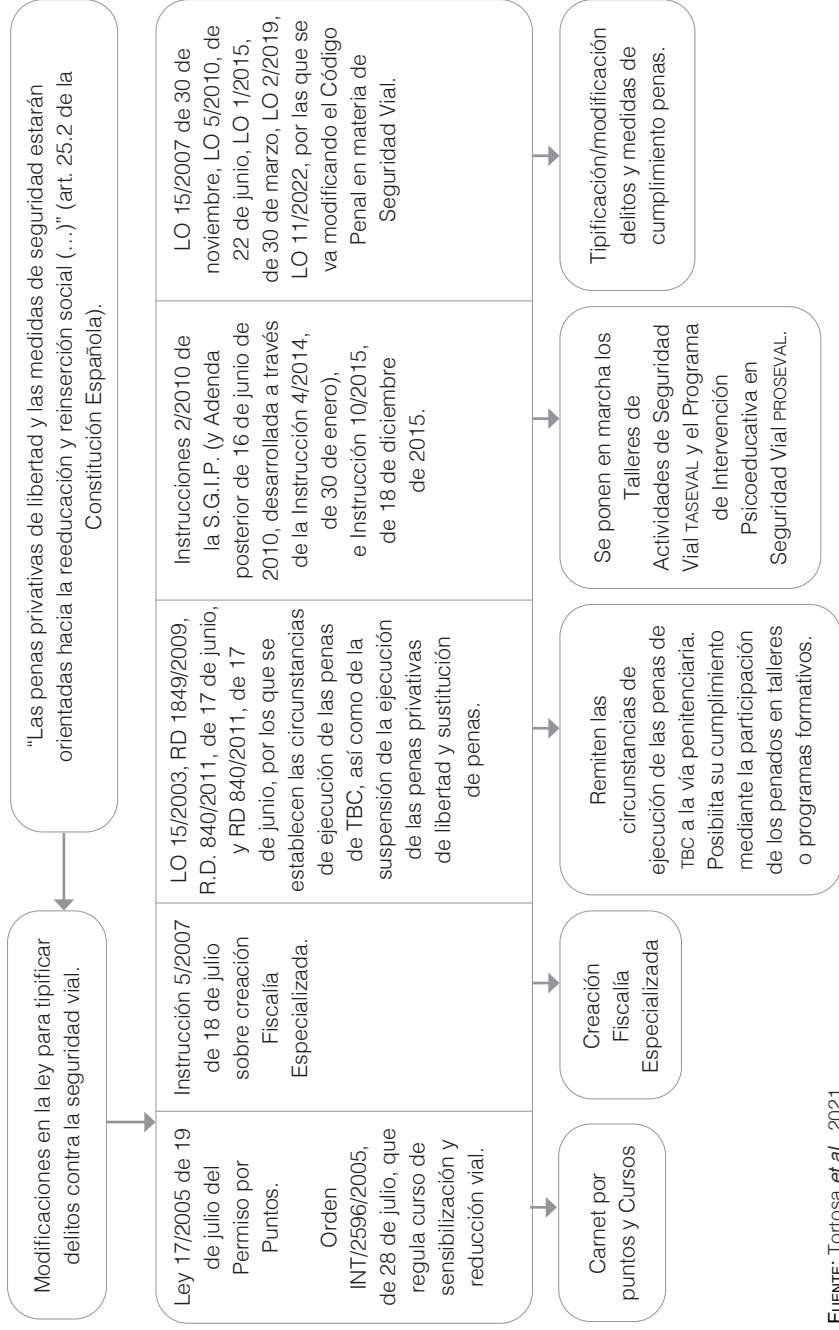 “Las penas privativas de libertad y las medidas de seguridad estarán
orientadas hacia la reeducación y reinserción social (…)” (art. 25.2 de la
Constitución Española).
Modificaciones en la ley para tipificar
delitos contra la seguridad vial.
Ley 17/2005 de 19
de julio del
Permiso por
Puntos.
Orden
INT/2596/2005,
de 28 de julio, que
regula curso de
sensibilización y
reducación vial.
Instrucción 5/2007
de 18 de julio
sobre creación
Fiscalía
Especializada.
LO 15/2003, RD 1849/2009,
R.D. 840/2011, de 17 de junio,
y RD 840/2011, de 17
de junio, por los que se
establecen las circunstancias
de ejecución de las penas
de TBC, así como de la
suspensión de la ejecución
de las penas privativas
de libertad y sustitución
de penas.
Instrucciones 2/2010 de
la S.G.I.P. (y Adenda
posterior de 16 de junio de
2010, desarrollada a través
de la Instrucción 4/2014,
de 30 de enero),
e Instrucción 10/2015,
de 18 de diciembre
de 2015.
LO 15/2007 de 30 de
noviembre, LO 5/2010, de
22 de junio, LO 1/2015,
de 30 de marzo, LO 2/2019,
LO 11/2022, por las que se
va modificando el Código
Penal en materia de
Seguridad Vial.
Carnet por
puntos y Cursos
Creación
Fiscalía
Especializada
Remiten las
circunstancias de
ejecución de las penas de
TBC a la vía penitenciaria.
Posibilita su cumplimiento
mediante la participación
de los penados en talleres
o programas formativos.
Se ponen en marcha los
Talleres de
Actividades de Seguridad
Vial TASEVAL y el Programa
de Intervención
Psicoeducativa en
Seguridad Vial PROSEVAL.
Tipificación/modificación
delitos y medidas de
cumplimiento penas.
FUENTE: Tortosa et al., 2021